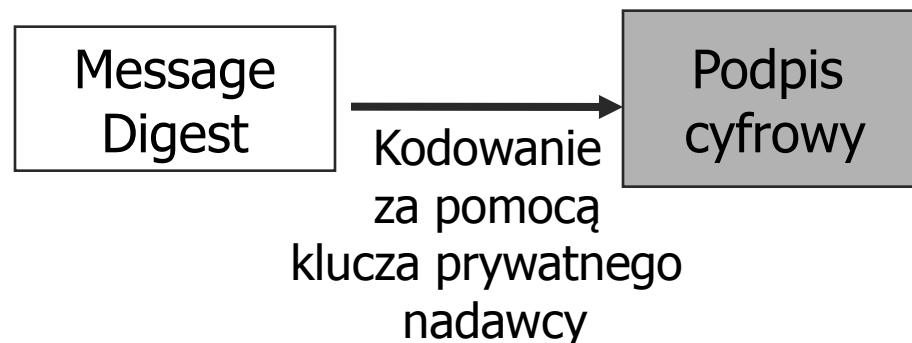 Message
Digest
Podpis
cyfrowy
Kodowanie
za pomocą
klucza prywatnego
nadawcy